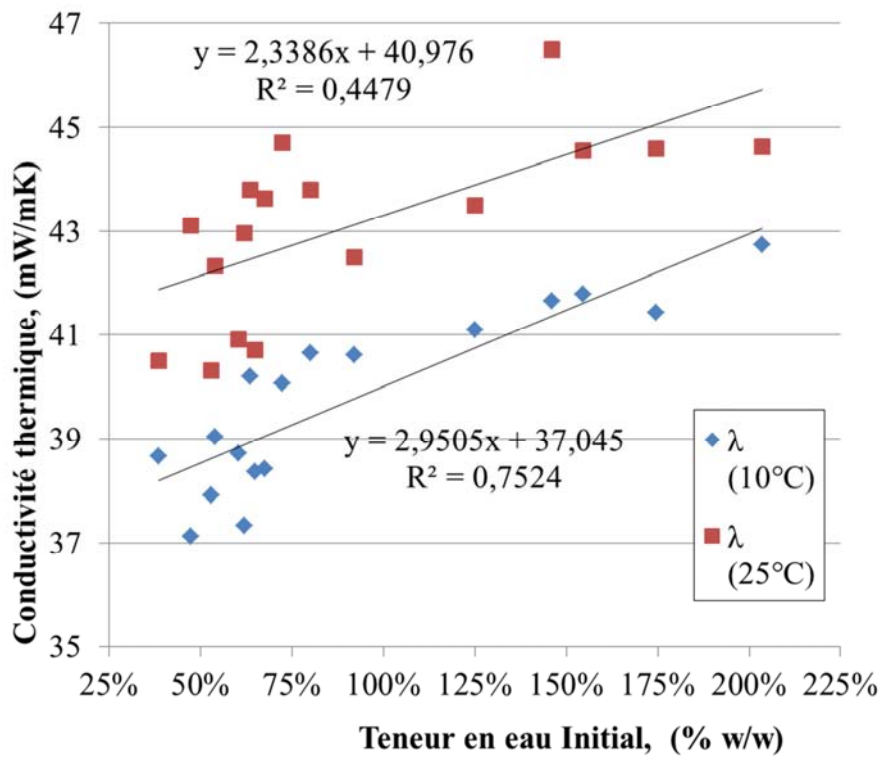 47
45
43
41
39
37
35
Conductivité thermique, (mW/mK)
y = 2,3386x + 40,976
R² = 0,4479
y = 2,9505x + 37,045
R² = 0,7524
λ
(10°C)
λ
(25°C)
25% 50% 75% 100% 125% 150% 175% 200% 225%
Teneur en eau Initial, (% w/w)